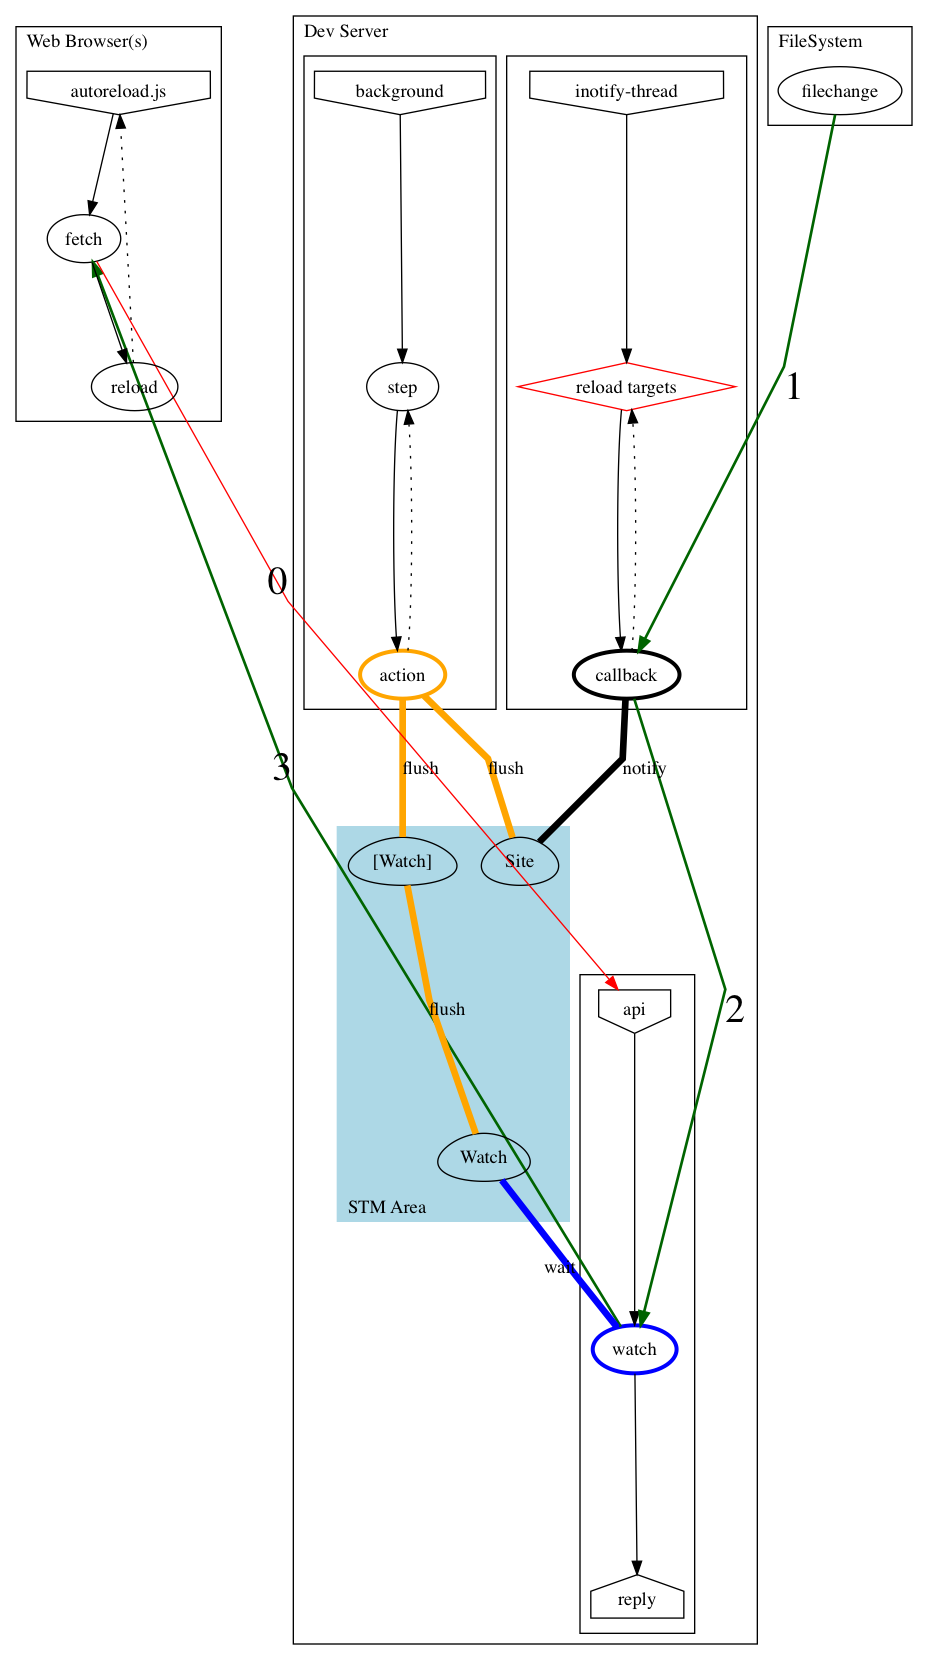 Web Browser(s)
Dev Server
FileSystem
autoreload.js
background
inotify-thread
filechange
fetch
reload
step
reload targets
1
0
action
callback
3
flush
flush
notify
[Watch]
Site
flush
api
2
Watch
STM Area
wait
watch
reply